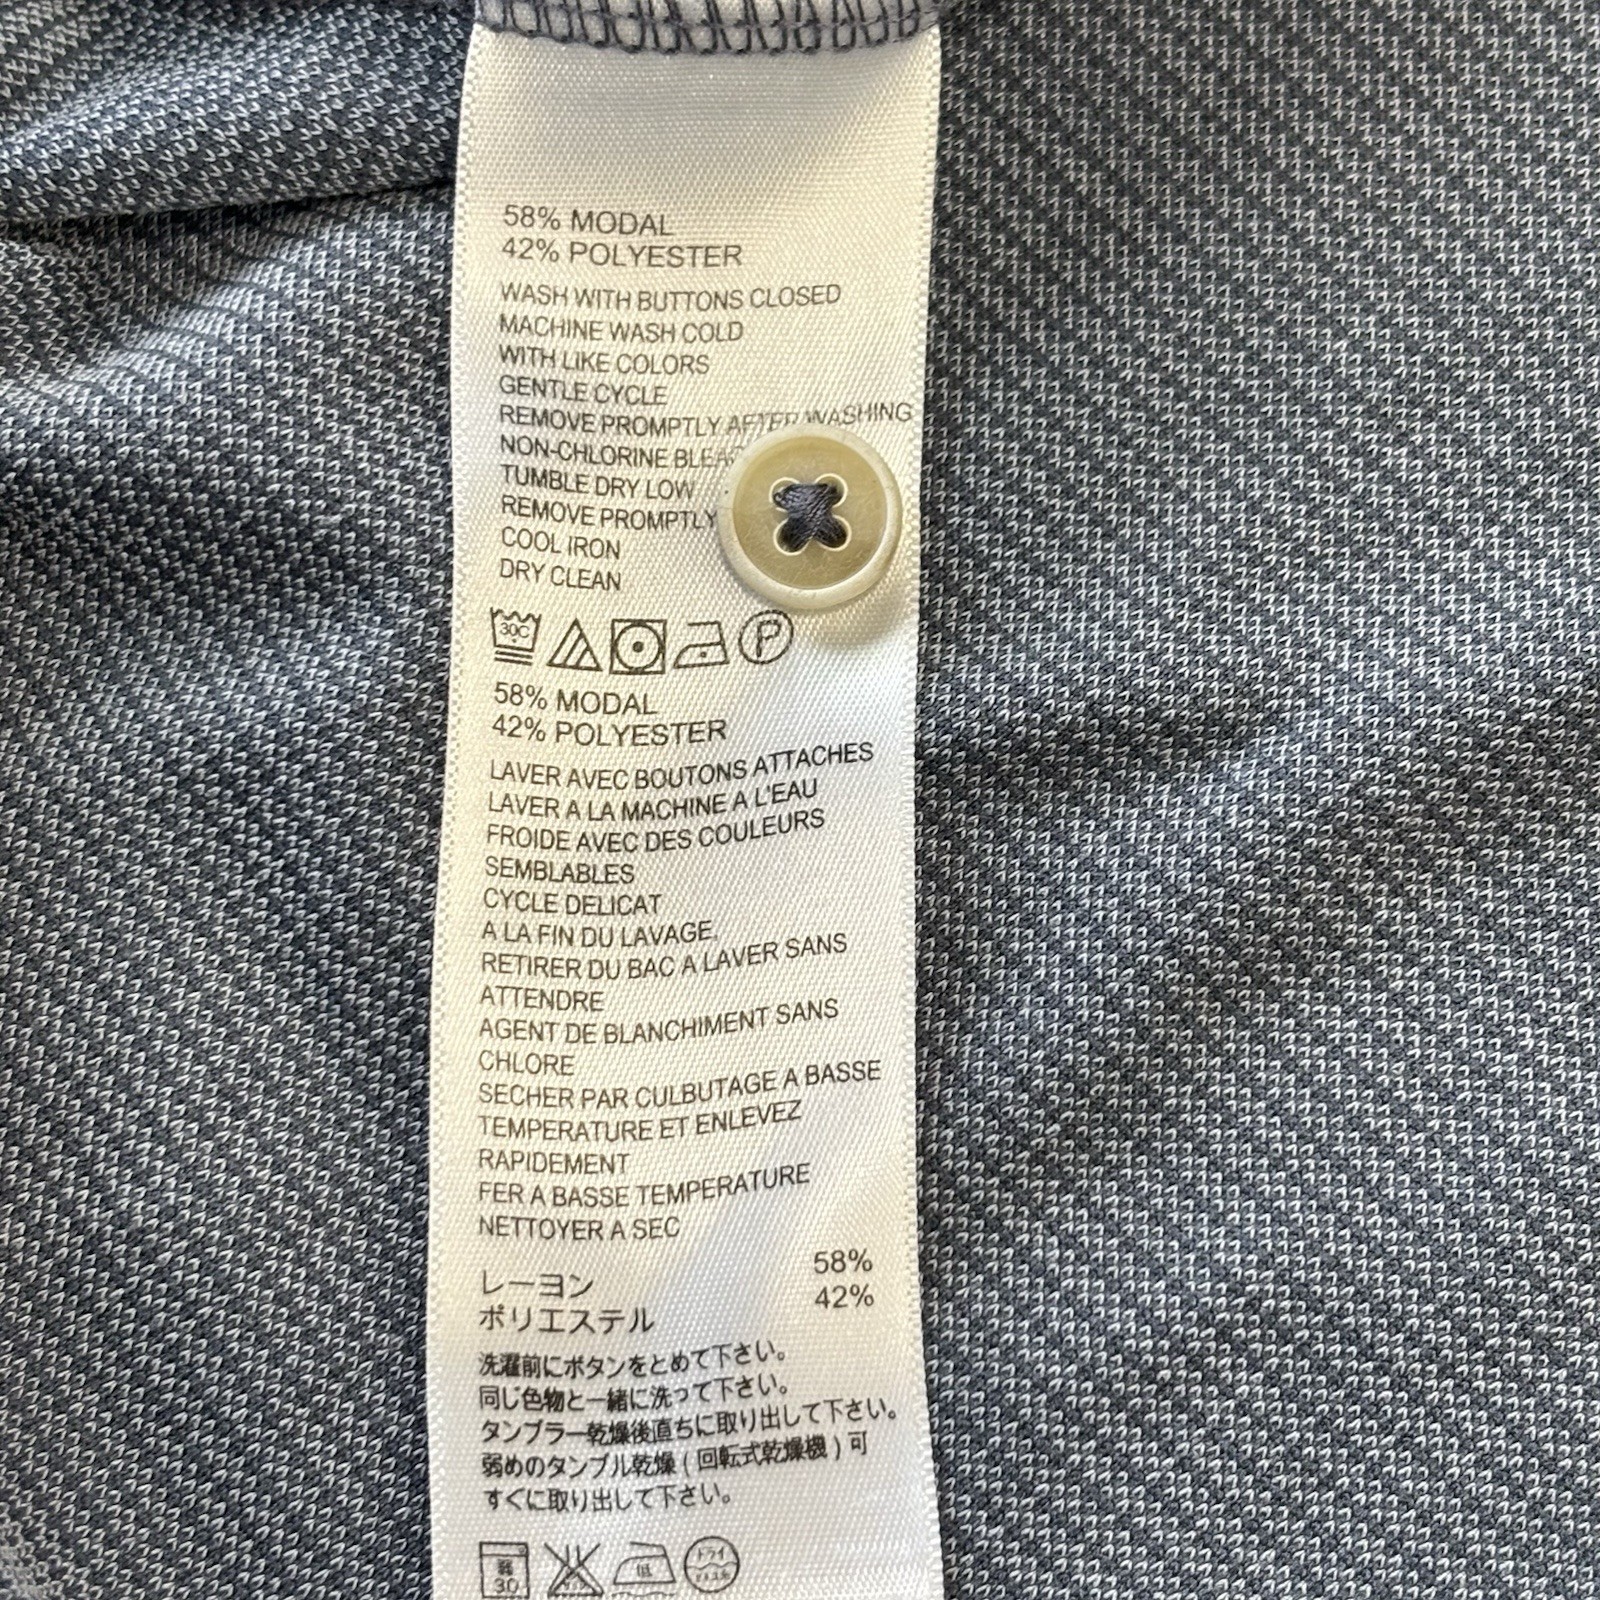 58% MODAL
42% POLYESTER
WASH WITH BUTTONS CLOSED
MACHINE WASH COLD
WITH LIKE COLORS
GENTLE CYCLE
REMOVE PROMPTLY AFTER WASHING
NON-CHLORINE
TUMBLE DRY LOW
REMOVE PROMPTLY
COOL IRON
DRY CLEAN
30C
P
58% MODAL
42% POLYESTER
LAVER AVEC BOUTONS ATTACHES
LAVER A LA MACHINE A L'EAU
FROIDE AVEC DES COULEURS
SEMBLABLES
CYCLE DELICAT
A LA FIN DU LAVAGE,
RETIRER DU BAC A LAVER SANS
ATTENDRE
AGENT DE BLANCHIMENT SANS
CHLORE
SECHER PAR CULBUTAGE A BASSE
TEMPERATURE ET ENLEVEZ
RAPIDEMENT
FER A BASSE TEMPERATURE
NETTOYER A SEC
レーヨン 58%
ポリエステル 42%
洗濯前にボタンをとめて下さい。
同じ色物と一緒に洗って下さい。
タンブラー乾燥後直ちに取り出して下さい。
弱めのタンブル乾燥 ( 回転式乾燥機 ) 可
すぐに取り出して下さい。
弱
30
低
ドライ